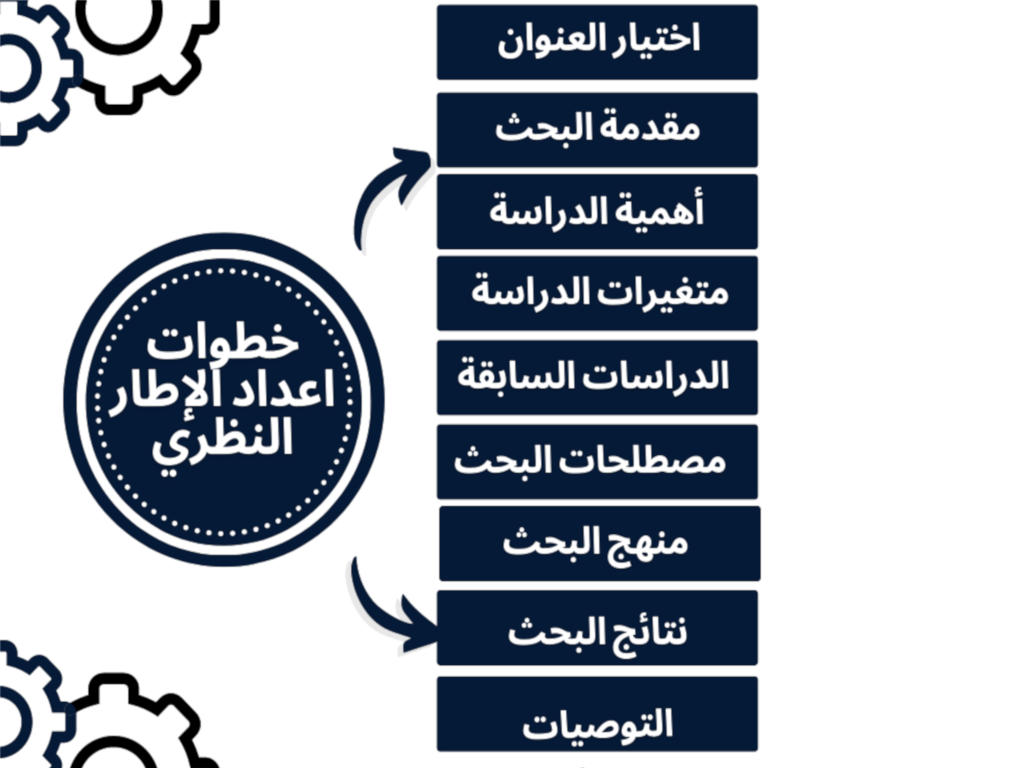 اختيار العنوان
مقدمة البحث
أهمية الدراسة
متغيرات الدراسة
الدراسات السابقة
مصطلحات البحث
منهج البحث
نتائج البحث
التوصيات
خطوات
اعداد الإطار
النظري